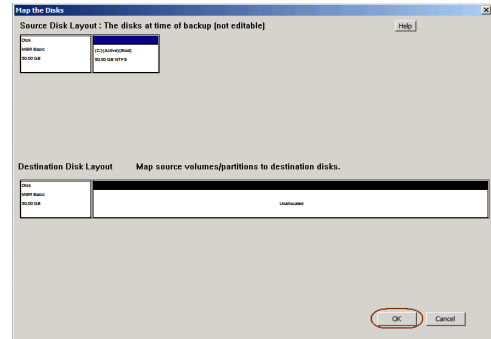 Map the Disks
Source Disk Layout : The disks at time of backup (not editable)
Help
Disk
MBR Basic
50.00 GB
(C:)(Active)(Boot)
50.00 GB NTFS
Destination Disk Layout Map source volumes/partitions to destination disks.
Disk
MBR Basic
50.00 GB
Unallocated
OK Cancel